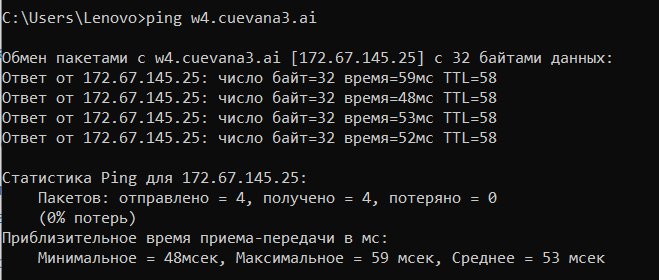 C:\Users\Lenovo>ping w4.cuevana3.ai
Обмен пакетами с w4.cuevana3.ai [172.67.145.25] с 32 байтами данных:
Ответ от 172.67.145.25: число байт=32 время=59мс TTL=58
Ответ от 172.67.145.25: число байт=32 время=48мс TTL=58
Ответ от 172.67.145.25: число байт=32 время=53мс TTL=58
Ответ от 172.67.145.25: число байт=32 время=52мс TTL=58
Статистика Ping для 172.67.145.25:
Пакетов: отправлено = 4, получено = 4, потеряно = 0
(0% потерь)
Приблизительное время приема-передачи в мс:
Минимальное = 48мсек, Максимальное = 59 мсек, Среднее = 53 мсек